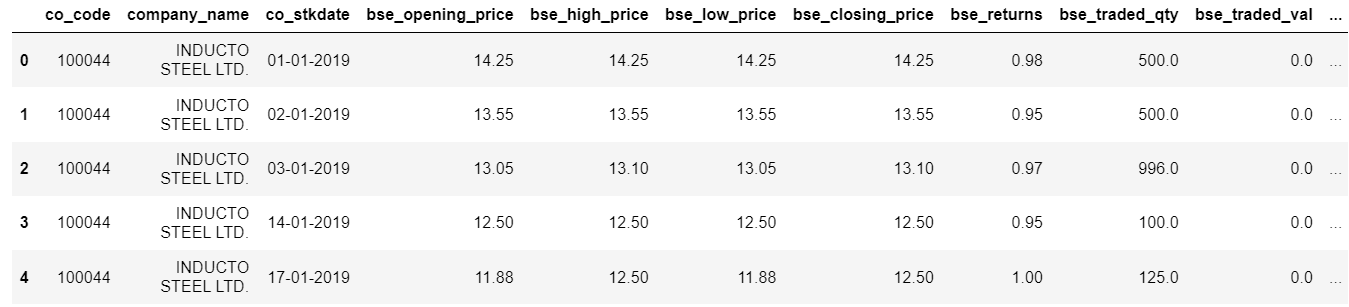 co_code company_name co_stkdate bse_opening_price bse_high_price bse_low_price bse_closing_price bse_returns bse_traded_qty bse_traded_val ...
0 100044 INDUCTO STEEL LTD. 01-01-2019 14.25 14.25 14.25 14.25 0.98 500.0 0.0 ...
1 100044 INDUCTO STEEL LTD. 02-01-2019 13.55 13.55 13.55 13.55 0.95 500.0 0.0 ...
2 100044 INDUCTO STEEL LTD. 03-01-2019 13.05 13.10 13.05 13.10 0.97 996.0 0.0 ...
3 100044 INDUCTO STEEL LTD. 14-01-2019 12.50 12.50 12.50 12.50 0.95 100.0 0.0 ...
4 100044 INDUCTO STEEL LTD. 17-01-2019 11.88 12.50 11.88 12.50 1.00 125.0 0.0 ...